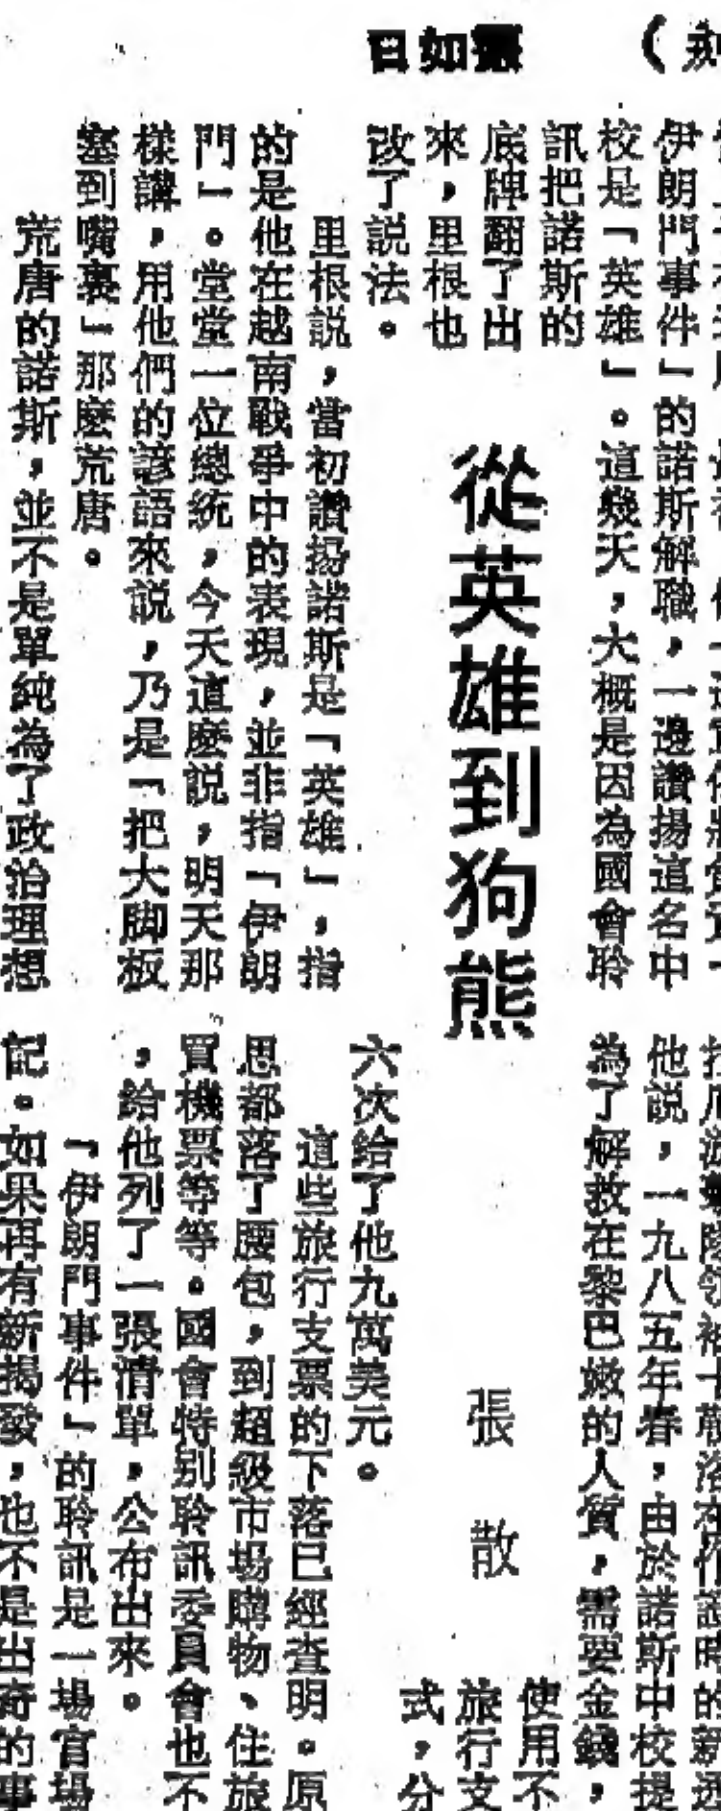 日如張
（
伊朗門事件」的諾斯解職，一邊讚揚這名中
校是「英雄」。這幾天，大概是因為國會聆
訊把諾斯的
底牌翻了出
來，里根也
改了説法。
從英雄到狗熊
張 散
里根説，當初讚揚諾斯是「英雄」，指
的是他在越南戰爭中的表現，並非指「伊朗
門」。堂堂一位總統，今天這麼説，明天那
樣講，用他們的諺語來説，乃是「把大脚板
塞到嘴裏」那麼荒唐。
荒唐的諾斯，並不是單純為了政治理想
他説，一九八五年春，由於諾斯中校提
為了解救在黎巴嫩的人質，需要金錢，
使用不
旅行支
式，分
六次給了他九萬美元。
這些旅行支票的下落已經查明。原
思都落了腰包，到超級市場購物、住旅
買機票等等。國會特别聆訊委員會也不
，給他列了一張清單，公布出來。
「伊朗門事件」的聆訊是一場官場
記。如果再有新揭發，也不是出奇的事